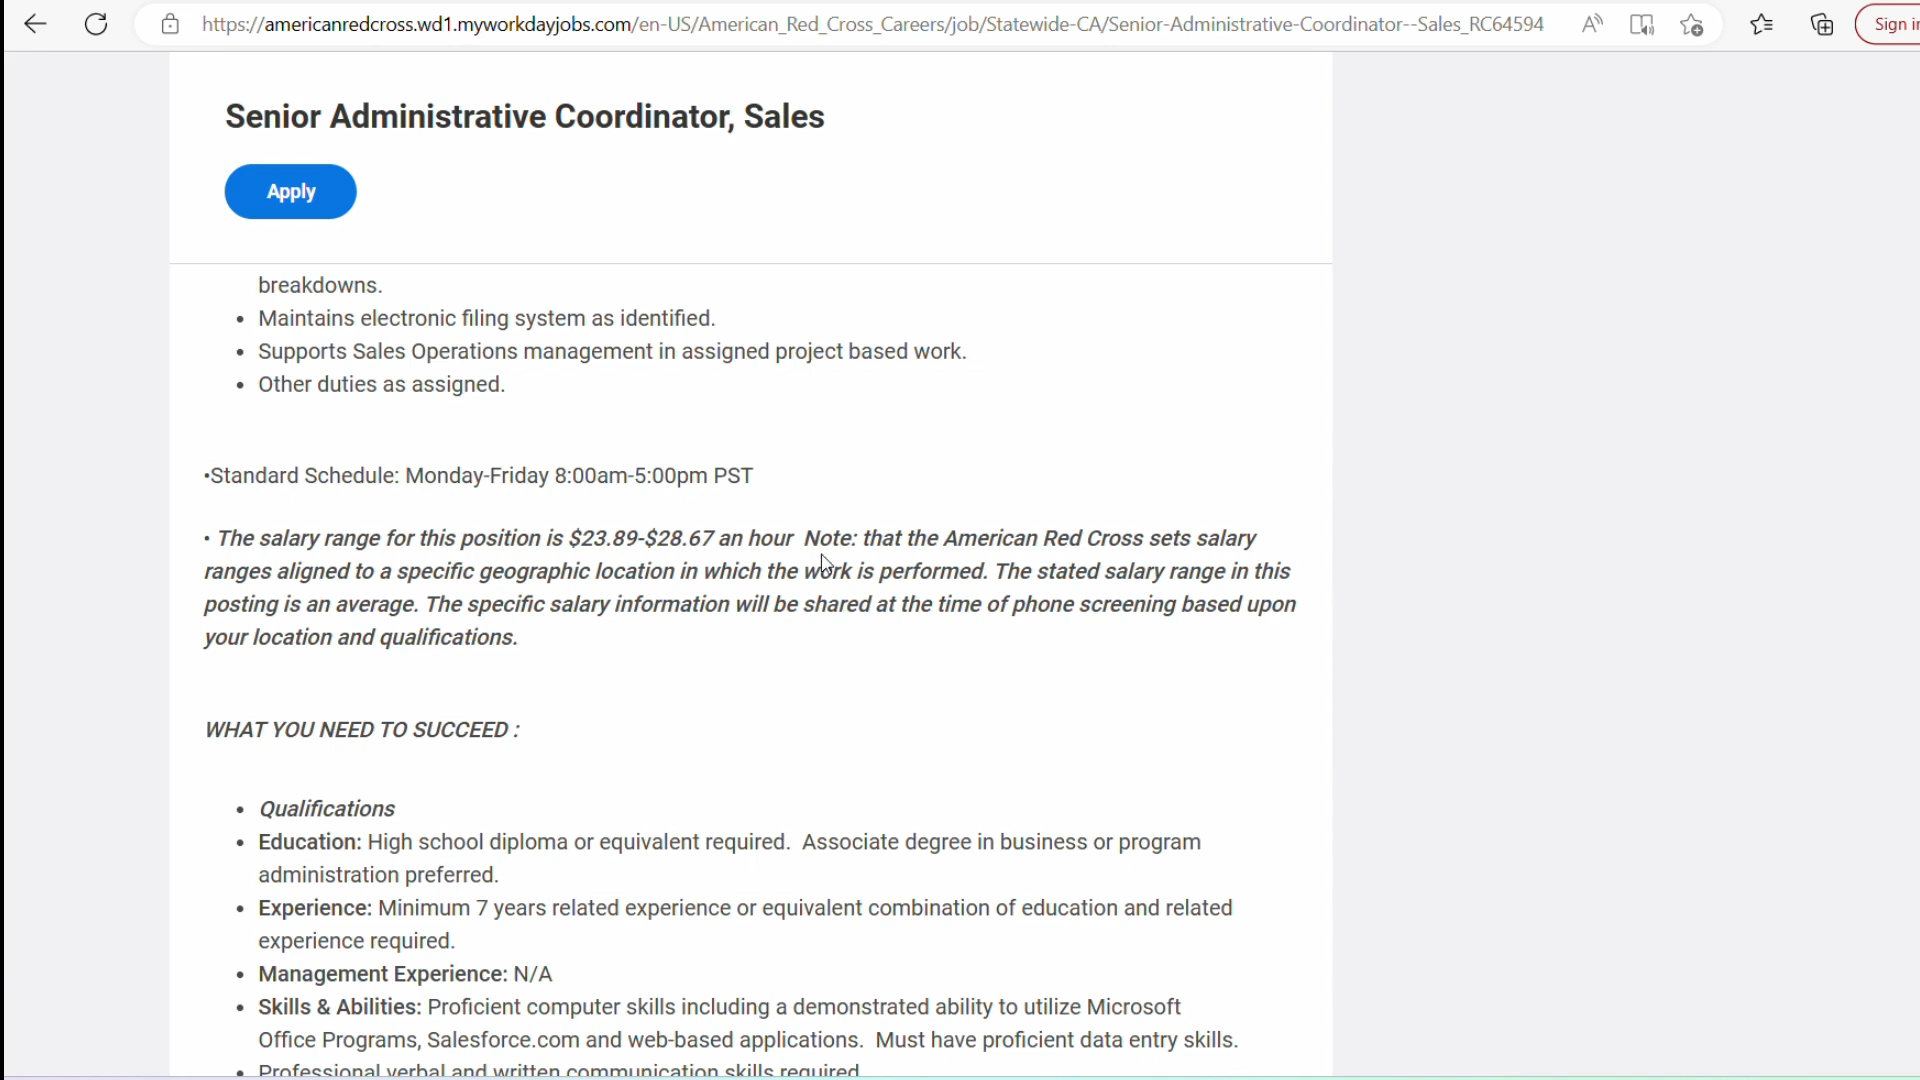 https://americanredcross.wd1.myworkdayjobs.com/en-US/American_Red_Cross_Careers/job/Statewide-CA/Senior-Administrative-Coordinator--Sales_RC64594
Sign in
Senior Administrative Coordinator, Sales
Apply
breakdowns.
• Maintains electronic filing system as identified.
• Supports Sales Operations management in assigned project based work.
• Other duties as assigned.
•Standard Schedule: Monday-Friday 8:00am-5:00pm PST
• The salary range for this position is $23.89-$28.67 an hour  Note: that the American Red Cross sets salary
ranges aligned to a specific geographic location in which the work is performed. The stated salary range in this
posting is an average. The specific salary information will be shared at the time of phone screening based upon
your location and qualifications.
WHAT YOU NEED TO SUCCEED :
• Qualifications
• Education: High school diploma or equivalent required.  Associate degree in business or program
administration preferred.
• Experience: Minimum 7 years related experience or equivalent combination of education and related
experience required.
• Management Experience: N/A
• Skills & Abilities: Proficient computer skills including a demonstrated ability to utilize Microsoft
Office Programs, Salesforce.com and web-based applications.  Must have proficient data entry skills.
• Professional verbal and written communication skills required